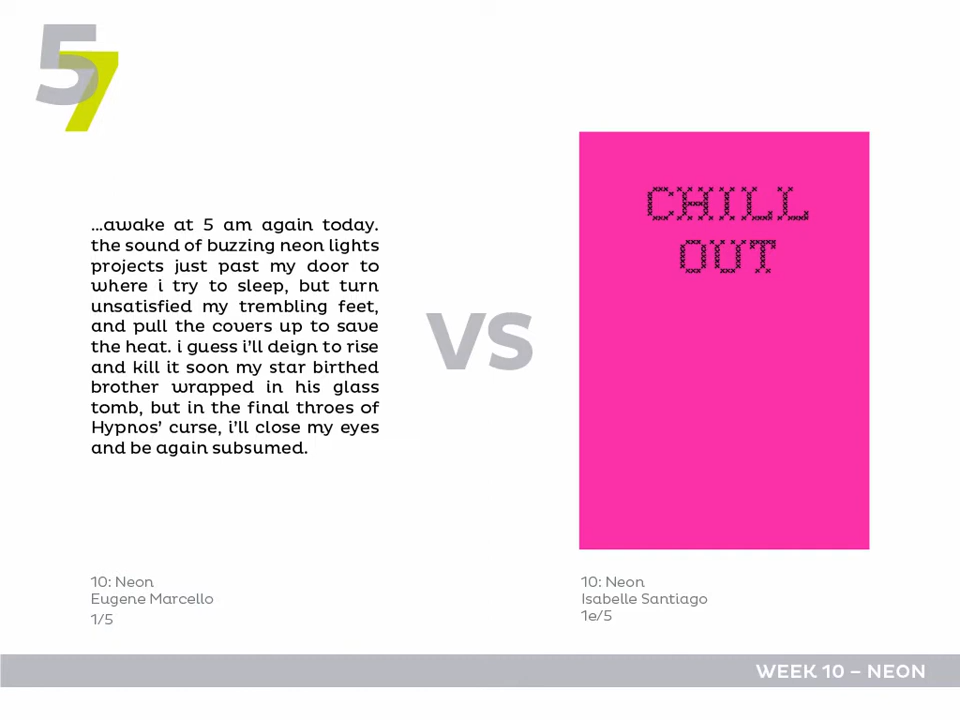 57
...awake at 5 am again today.
the sound of buzzing neon lights
projects just past my door to
where i try to sleep, but turn
unsatisfied my trembling feet,
and pull the covers up to save
the heat. i guess i'll deign to rise
and kill it soon my star birthed
brother wrapped in his glass
tomb, but in the final throes of
Hypnos' curse, i'll close my eyes
and be again subsumed.
VS
CHILL
OUT
10: Neon
Eugene Marcello
1/5
10: Neon
Isabelle Santiago
1e/5
WEEK 10 – NEON